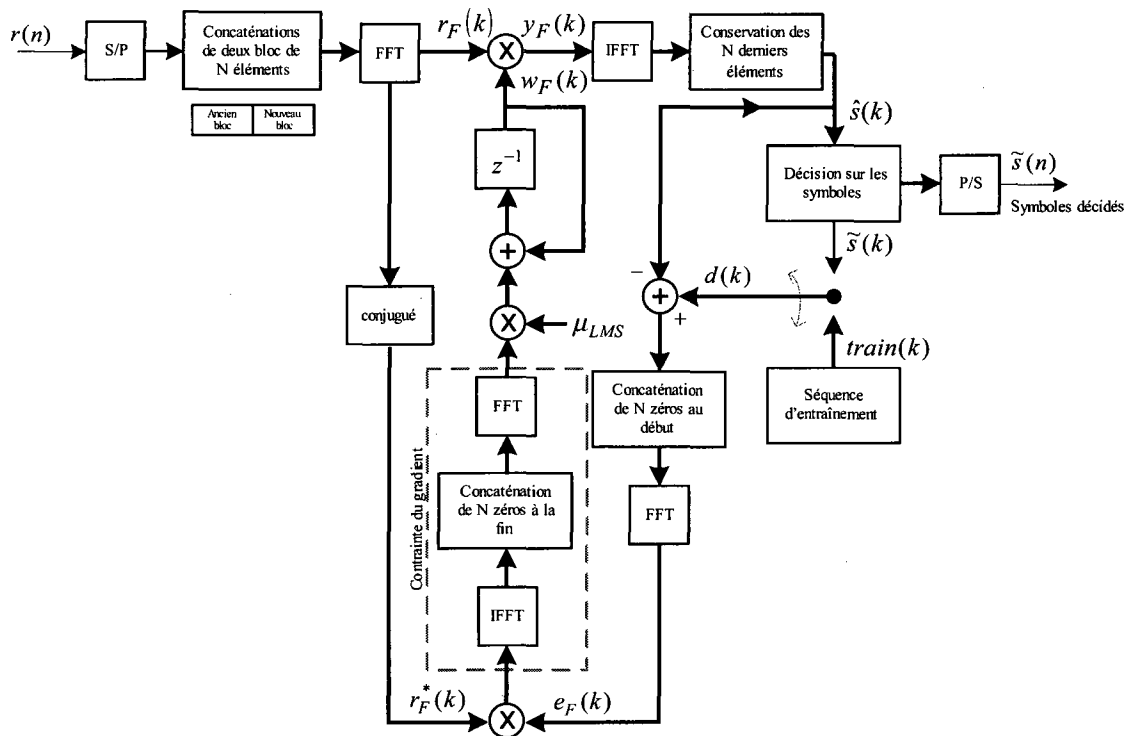 r(n)
S/P
Concaténations
de deux bloc de
N éléments
Ancien
bloc
Nouveau
bloc
FFT
r_F(k)
X
y_F(k)
w_F(k)
IFFT
Conservation des
N derniers
éléments
ŝ(k)
Décision sur les
symboles
P/S
s̃(n)
Symboles décidés
s̃(k)
z⁻¹
+
X
μ_LMS
conjugué
−
+
+
d(k)
train(k)
Séquence
d'entraînement
Concaténation
de N zéros au
début
FFT
Contrainte du gradient
FFT
Concaténation
de N zéros à la
fin
IFFT
r_F^*(k)
X
e_F(k)